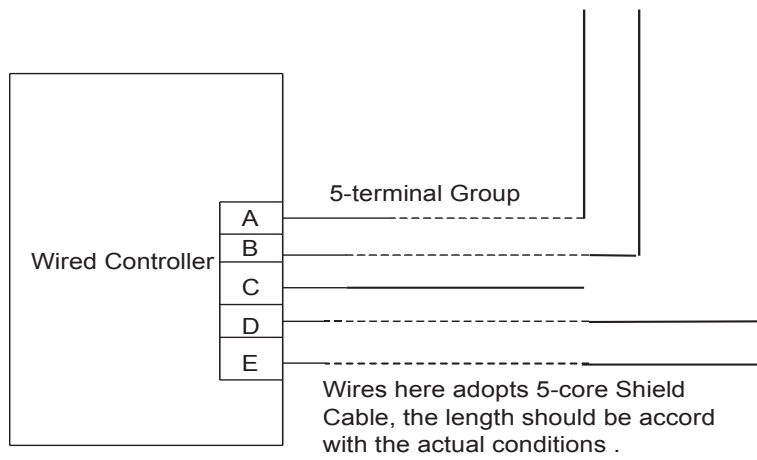 5-terminal Group
A
B
Wired Controller
C
D
E
Wires here adopts 5-core Shield
Cable, the length should be accord
with the actual conditions .